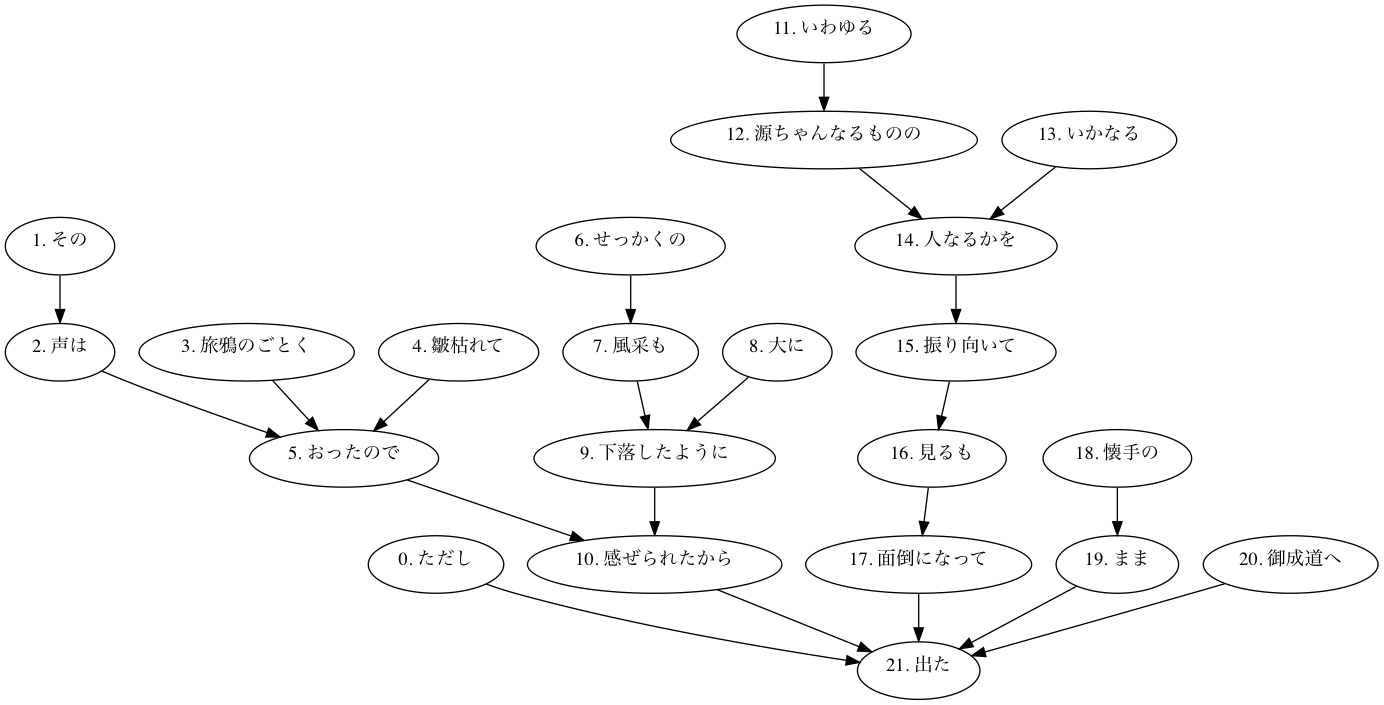 11. いわゆる
12. 源ちゃんなるものの
13. いかなる
1. その
6. せっかくの
14. 人なるかを
2. 声は
3. 旅鴉のごとく
4. 皺枯れて
7. 風采も
8. 大に
15. 振り向いて
5. おったので
9. 下落したように
16. 見るも
18. 懐手の
0. ただし
10. 感ぜられたから
17. 面倒になって
19. まま
20. 御成道へ
21. 出た